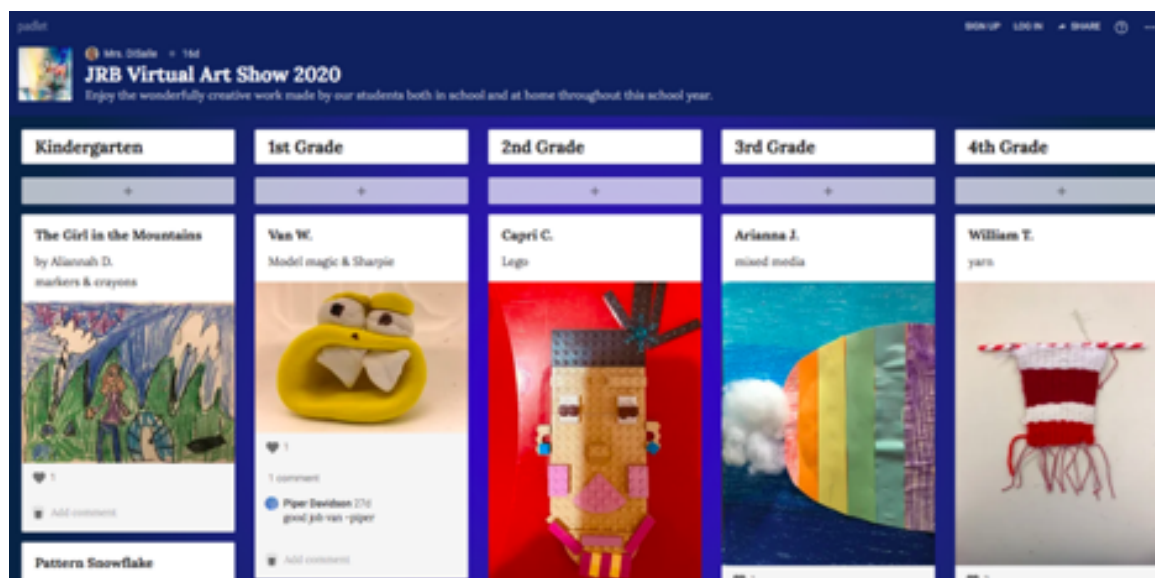 padlet
SIGN UP LOG IN SHARE
Mrs. DiSalle + 16d
JRB Virtual Art Show 2020
Enjoy the wonderfully creative work made by our students both in school and at home throughout this school year.
Kindergarten
1st Grade
2nd Grade
3rd Grade
4th Grade
+
+
+
+
+
The Girl in the Mountains
by Aliannah D.
markers & crayons
1
Add comment
Pattern Snowflake
Van W.
Model magic & Sharpie
1
1 comment
Piper Davidson 27d
good job van -piper
Add comment
Capri C.
Lego
Arianna J.
mixed media
William T.
yarn